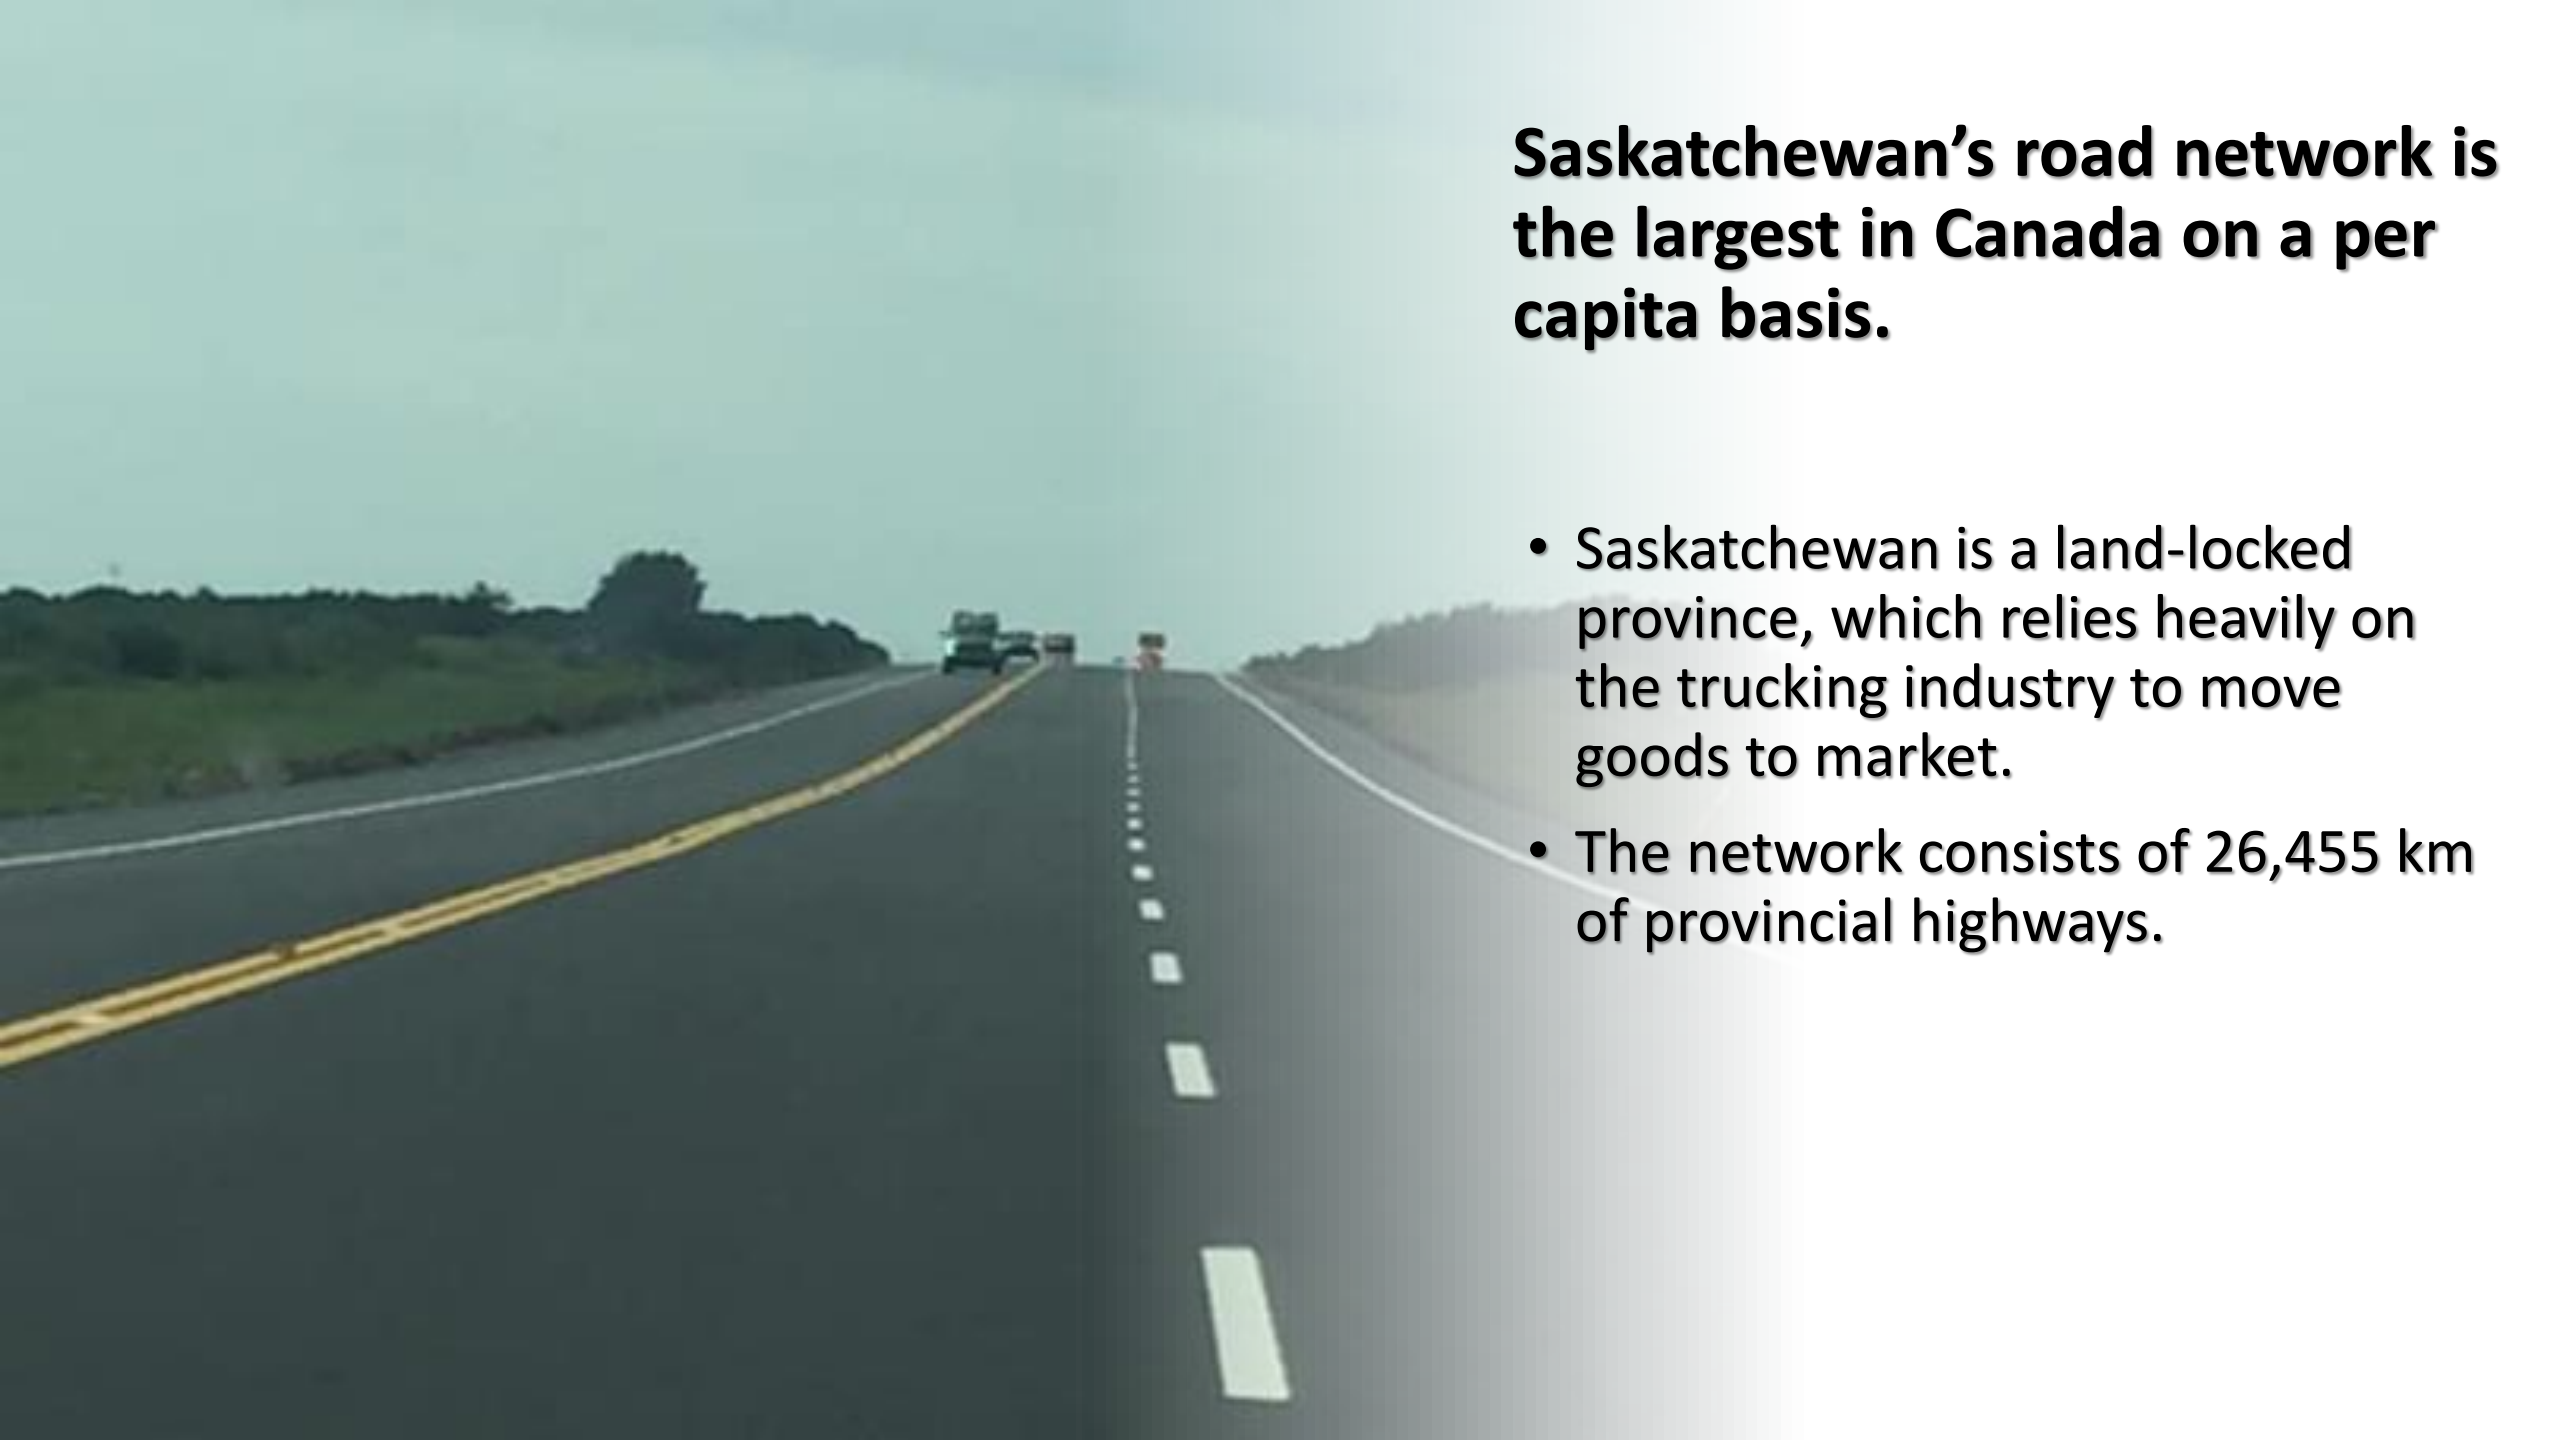 Saskatchewan’s road network is
the largest in Canada on a per
capita basis.
• Saskatchewan is a land-locked
province, which relies heavily on
the trucking industry to move
goods to market.
• The network consists of 26,455 km
of provincial highways.